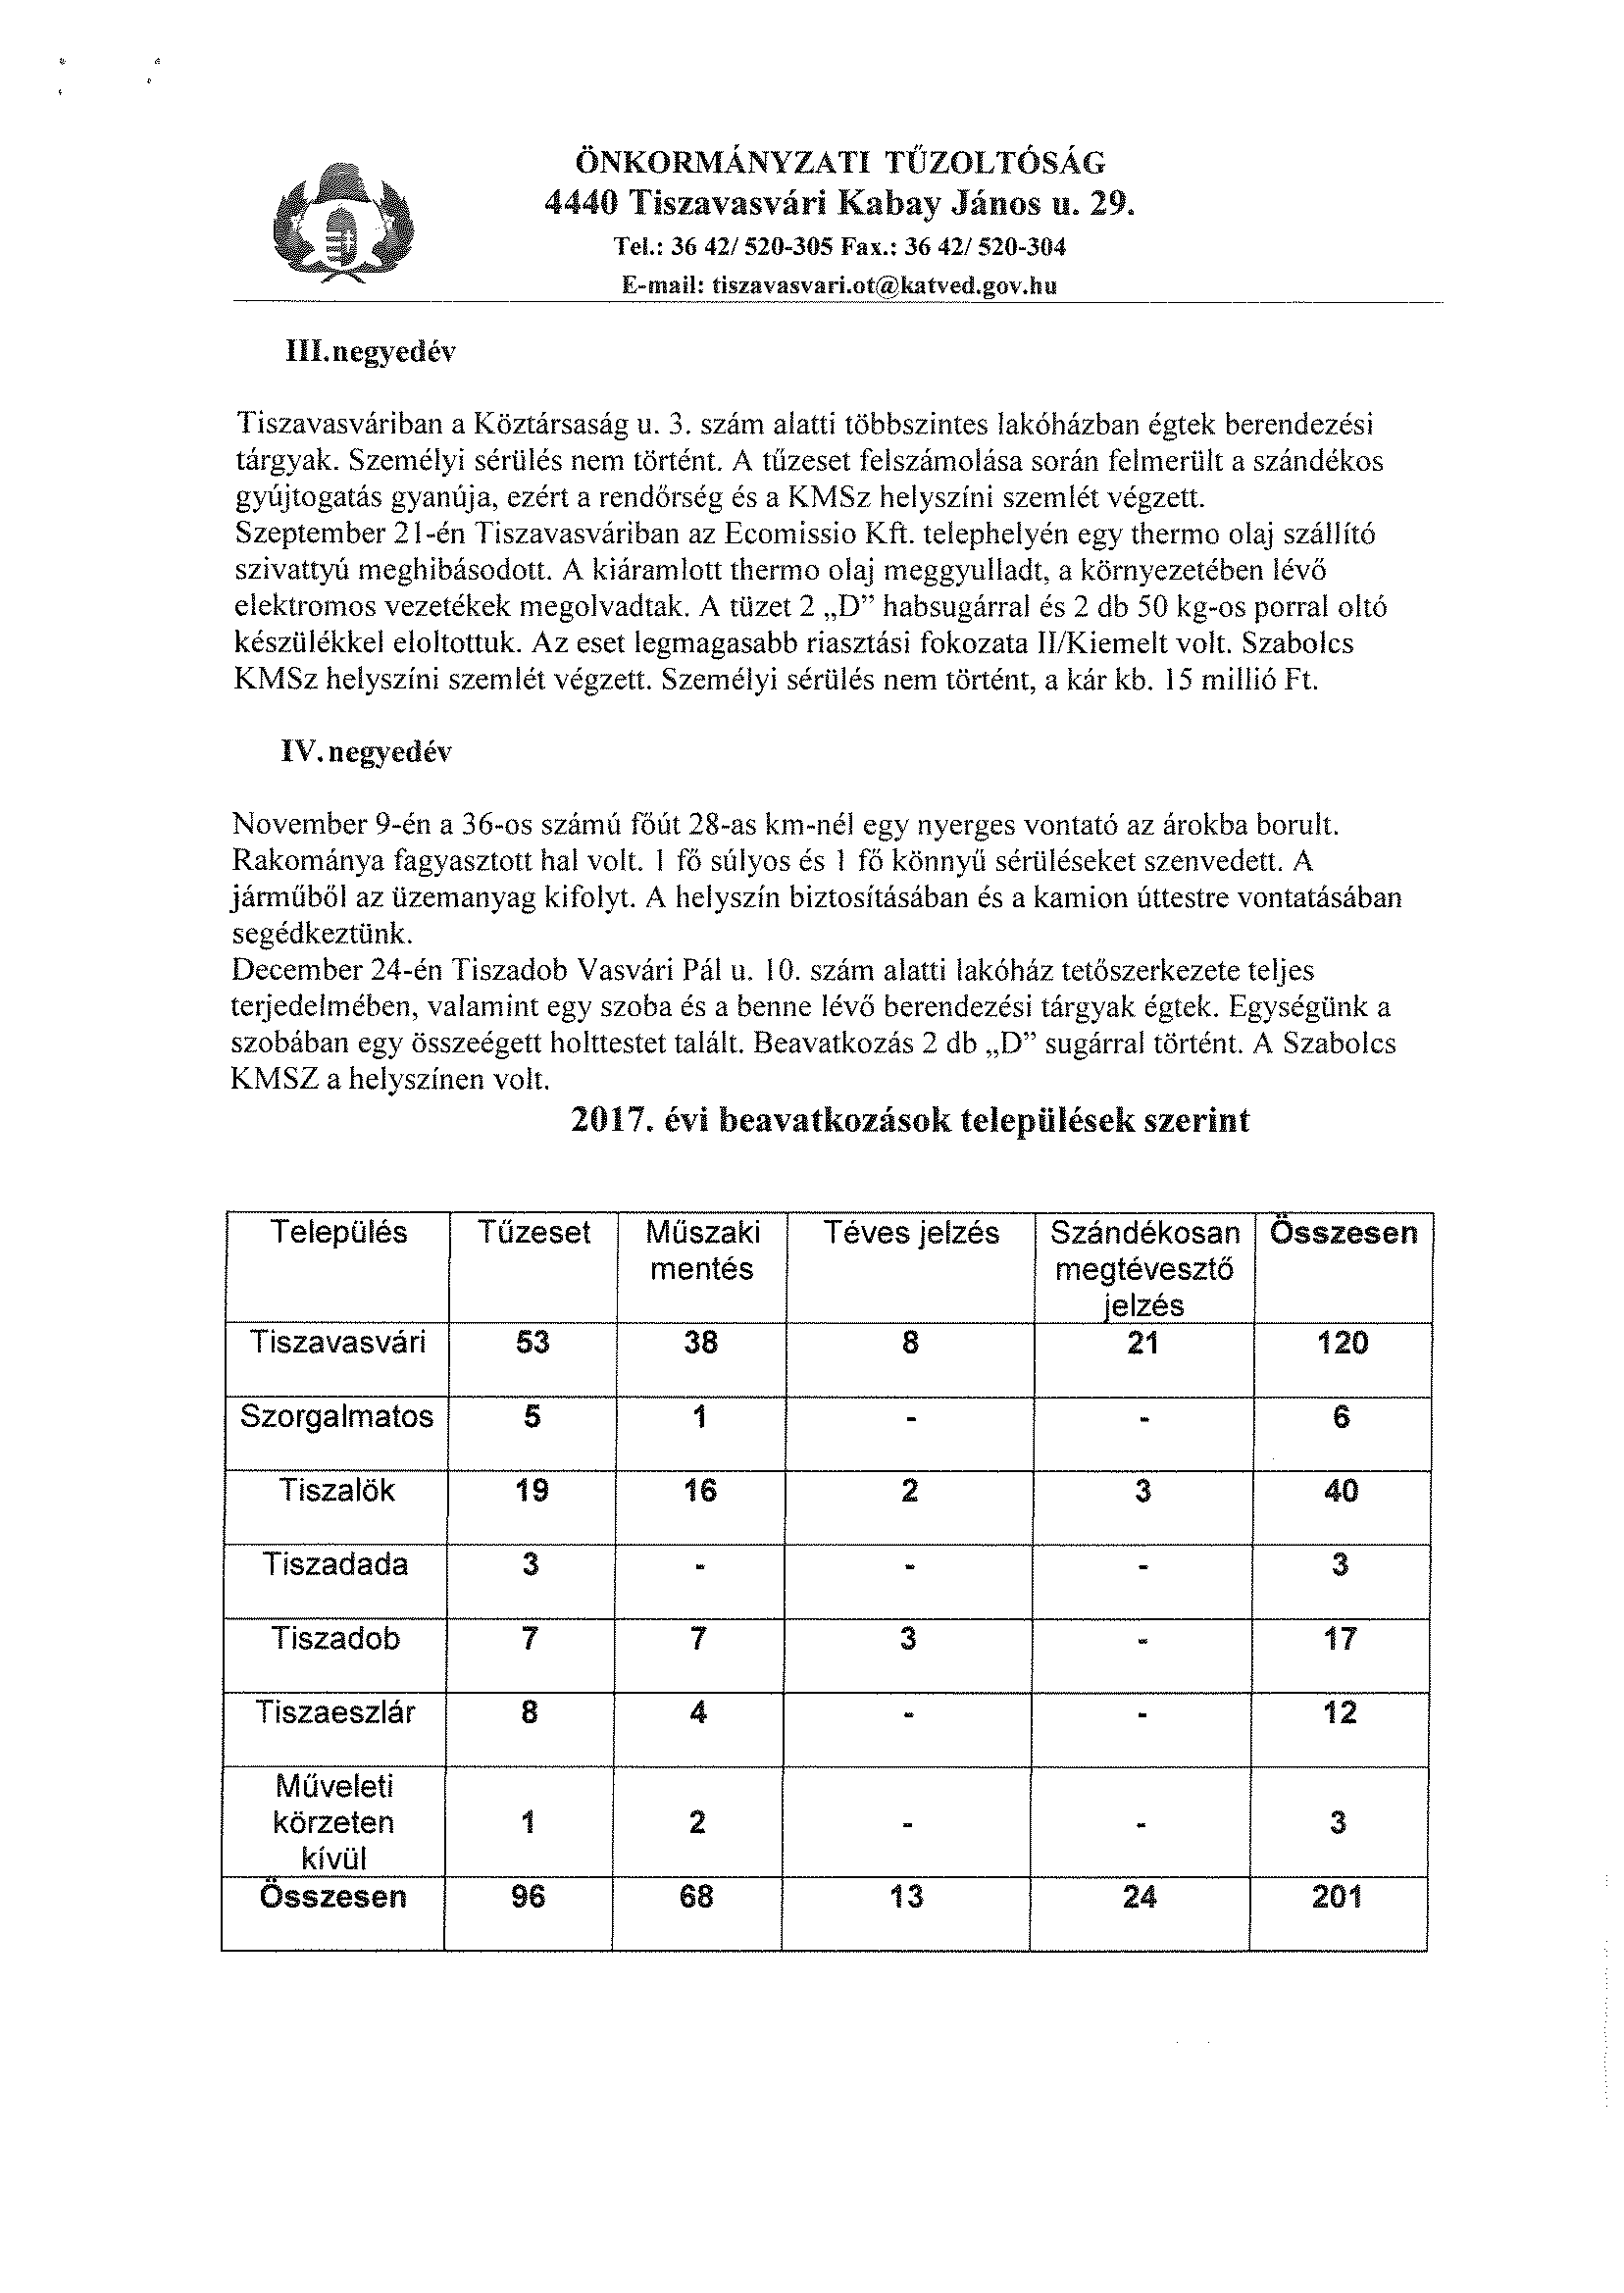 ÖNKORMÁNYZATI TŰZOLTÓSÁG
4440 Tiszavasvári Kabay János u. 29.
Tel.: 36 42/ 520-305 Fax.: 36 42/ 520-304
E-mail: tiszavasvari.ot@katved.gov.hu
III.negyedév
Tiszavasváriban a Köztársaság u. 3. szám alatti többszintes lakóházban égtek berendezési
tárgyak. Személyi sérülés nem történt. A tűzeset felszámolása során felmerült a szándékos
gyújtogatás gyanúja, ezért a rendőrség és a KMSz helyszíni szemlét végzett.
Szeptember 21-én Tiszavasváriban az Ecomissio Kft. telephelyén egy thermo olaj szállító
szivattyú meghibásodott. A kiáramlott thermo olaj meggyulladt, a környezetében lévő
elektromos vezetékek megolvadtak. A tüzet 2 „D” habsugárral és 2 db 50 kg-os porral oltó
készülékkel eloltottuk. Az eset legmagasabb riasztási fokozata II/Kiemelt volt. Szabolcs
KMSz helyszíni szemlét végzett. Személyi sérülés nem történt, a kár kb. 15 millió Ft.
IV.negyedév
November 9-én a 36-os számú főút 28-as km-nél egy nyerges vontató az árokba borult.
Rakománya fagyasztott hal volt. 1 fő súlyos és 1 fő könnyű sérüléseket szenvedett. A
járműből az üzemanyag kifolyt. A helyszín biztosításában és a kamion úttestre vontatásában
segédkeztünk.
December 24-én Tiszadob Vasvári Pál u. 10. szám alatti lakóház tetőszerkezete teljes
terjedelmében, valamint egy szoba és a benne lévő berendezési tárgyak égtek. Egységünk a
szobában egy összeégett holttestet talált. Beavatkozás 2 db „D” sugárral történt. A Szabolcs
KMSZ a helyszínen volt.
2017. évi beavatkozások települések szerint
Település Tűzeset Műszaki Téves jelzés Szándékosan Összesen
mentés megtévesztő
jelzés
Tiszavasvári 53 38 8 21 120
Szorgalmatos 5 1 - - 6
Tiszalök 19 16 2 3 40
Tiszadada 3 - - - 3
Tiszadob 7 7 3 - 17
Tiszaeszlár 8 4 - - 12
Műveleti
körzeten 1 2 - - 3
kívül
Összesen 96 68 13 24 201